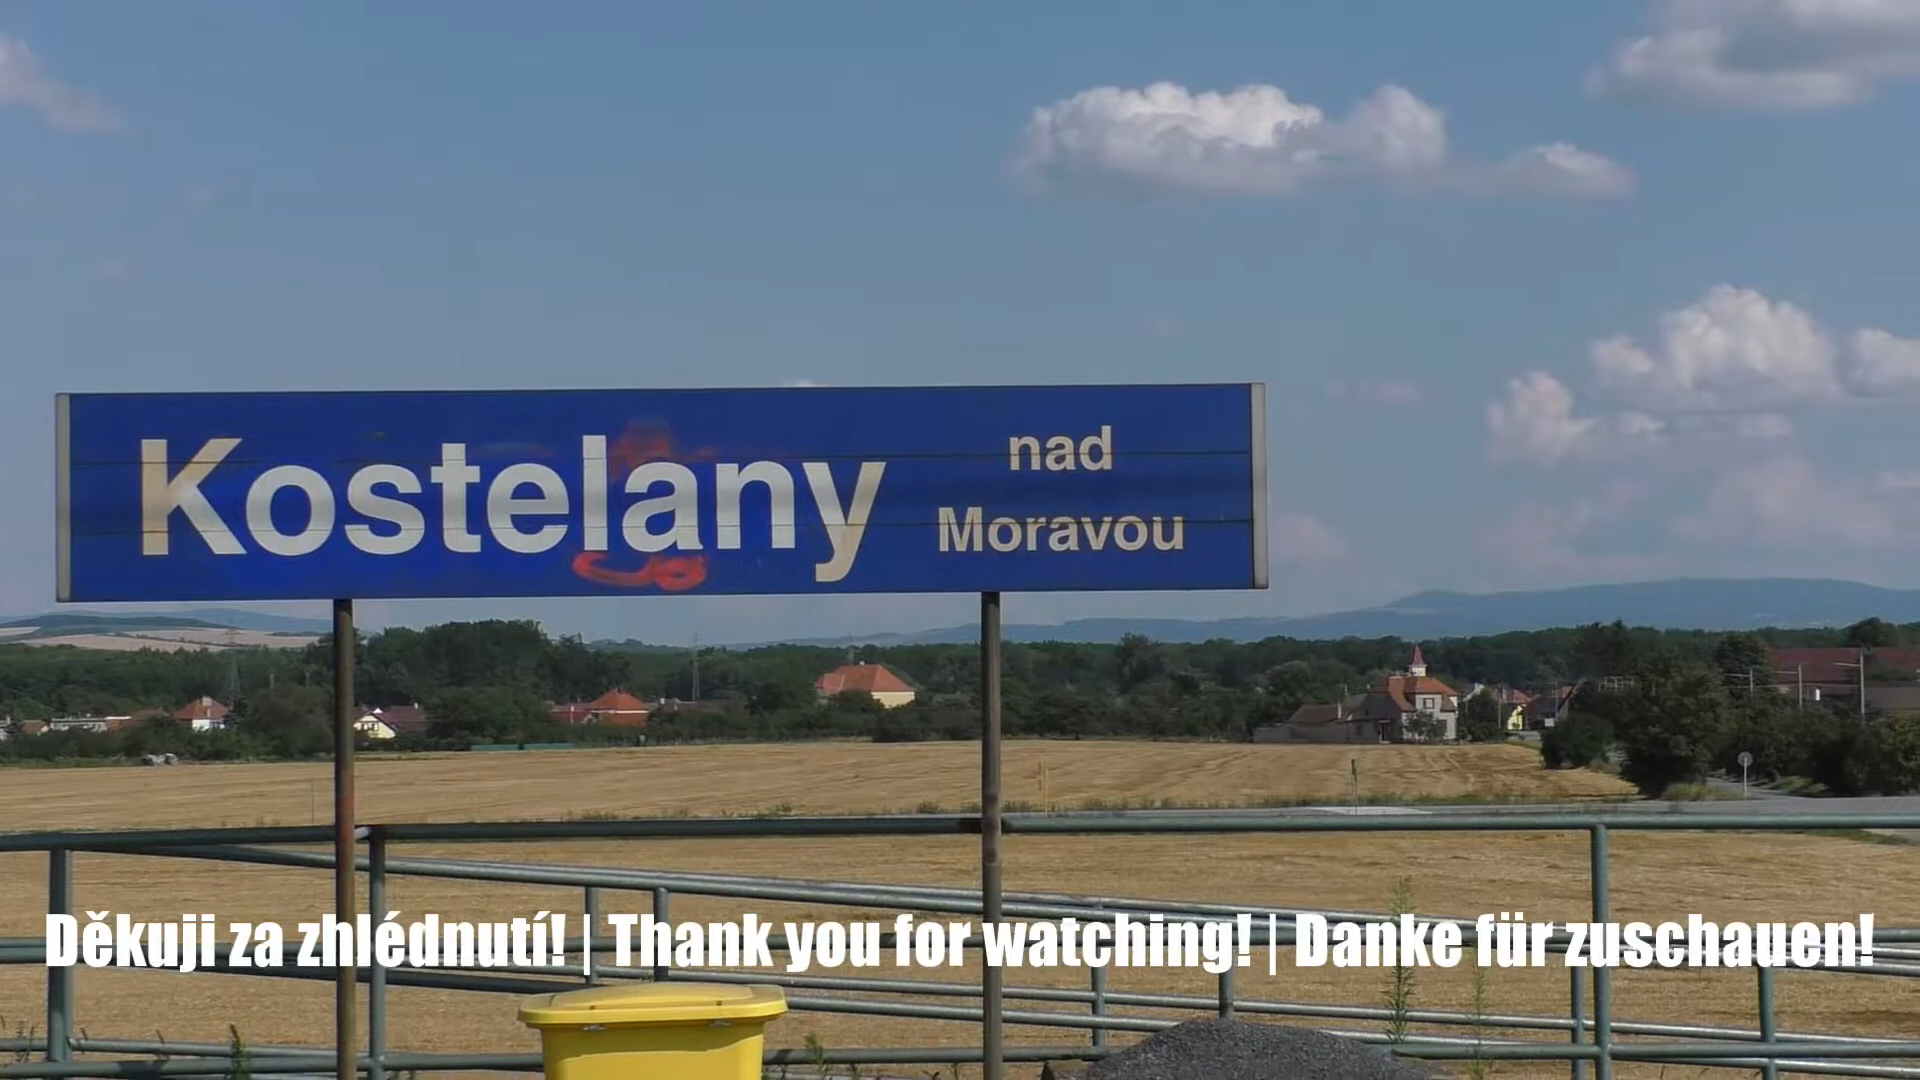 Kostelany
nad
Moravou
Děkuji za zhlédnutí! | Thank you for watching! | Danke für zuschauen!